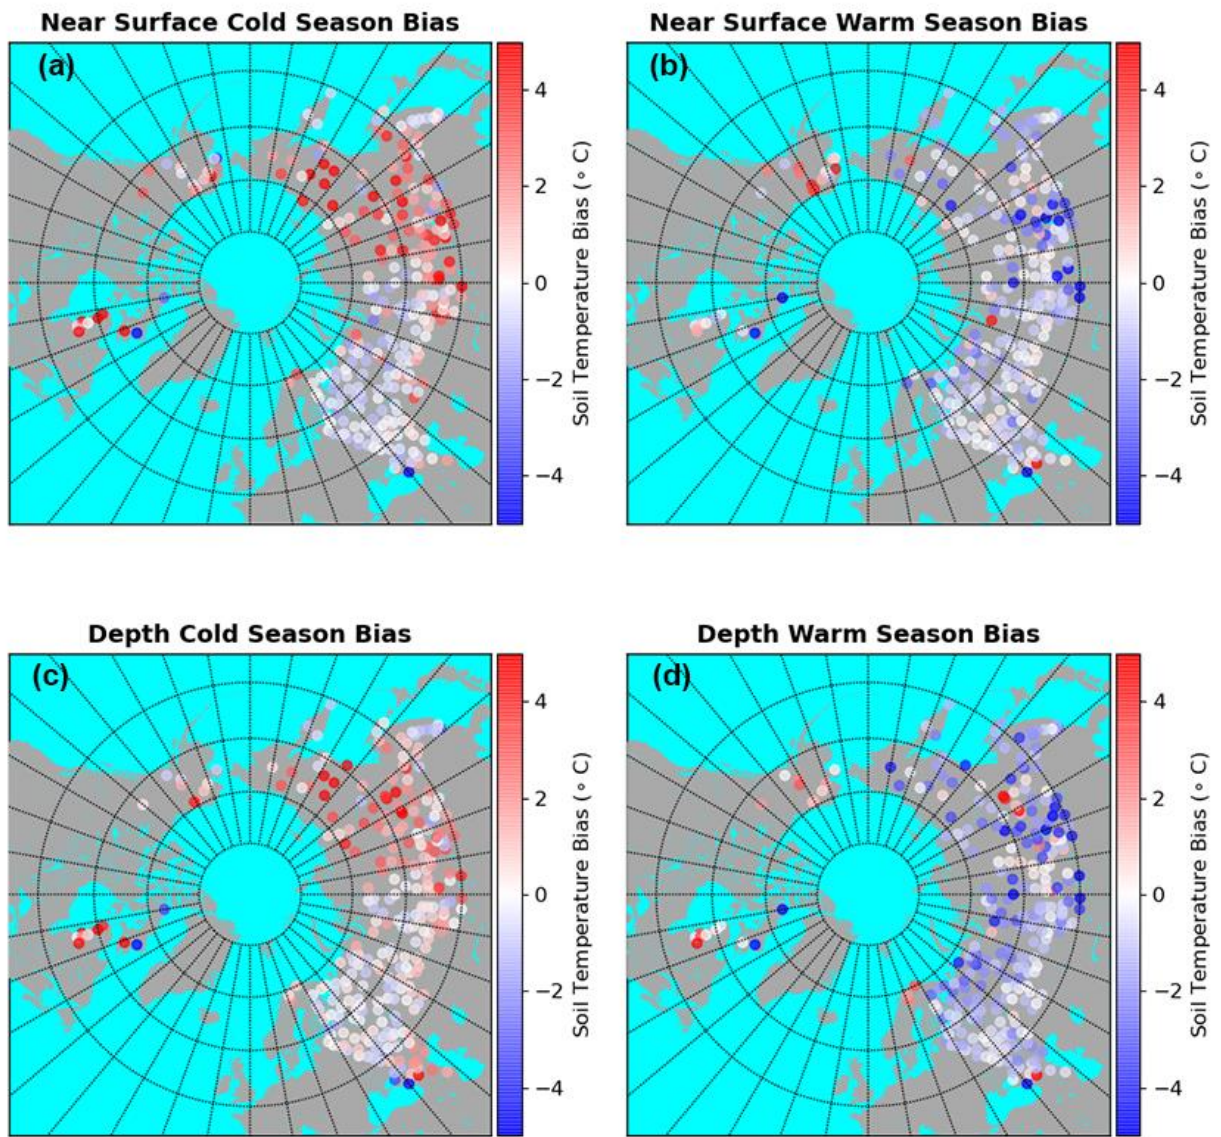 Near Surface Cold Season Bias
(a)
4
2
0
−2
−4
Soil Temperature Bias (∘ C)
Near Surface Warm Season Bias
(b)
4
2
0
−2
−4
Soil Temperature Bias (∘ C)
Depth Cold Season Bias
(c)
4
2
0
−2
−4
Soil Temperature Bias (∘ C)
Depth Warm Season Bias
(d)
4
2
0
−2
−4
Soil Temperature Bias (∘ C)